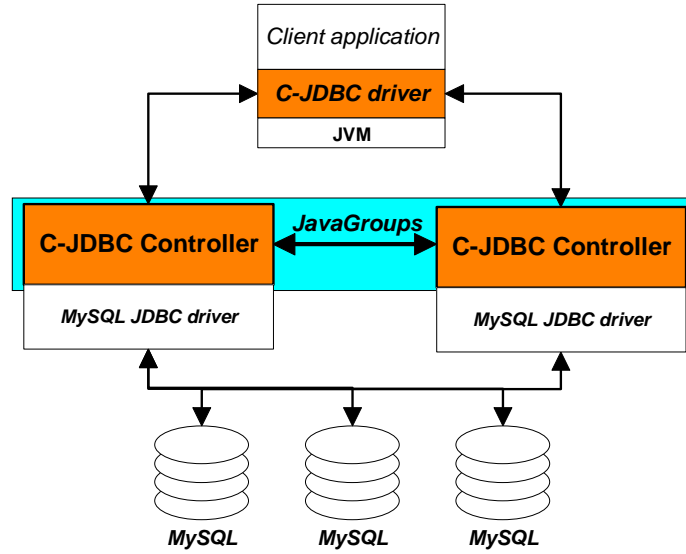 Client application
C-JDBC driver
JVM
JavaGroups
C-JDBC Controller
C-JDBC Controller
MySQL JDBC driver
MySQL JDBC driver
MySQL
MySQL
MySQL